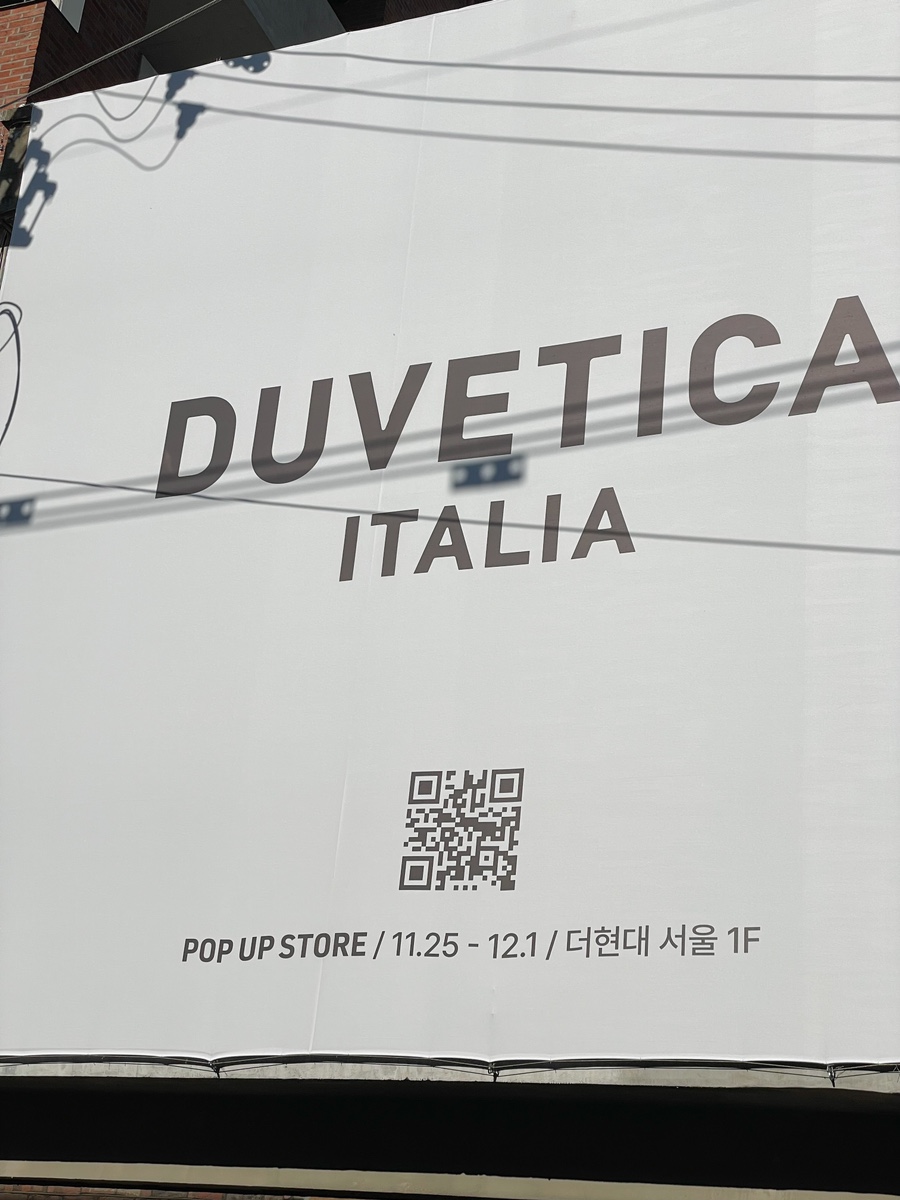 DUVETICA
ITALIA
POP UP STORE / 11.25 - 12.1 / 더현대 서울 1F